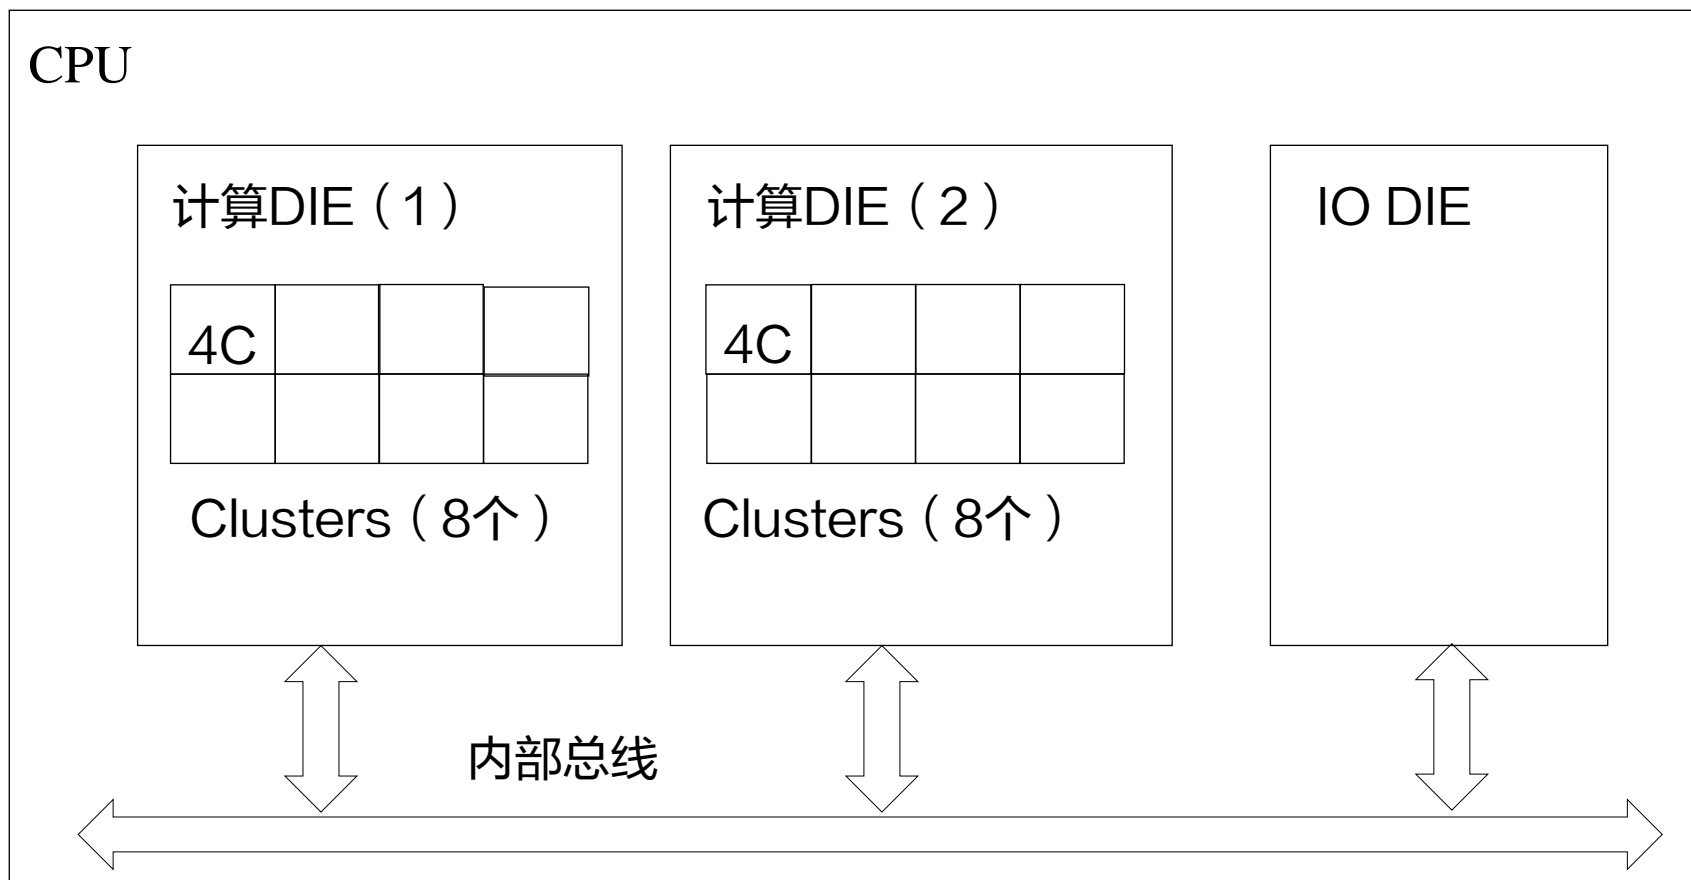 CPU
计算DIE（1）
计算DIE（2）
IO DIE
4C
4C
Clusters（8个）
Clusters（8个）
内部总线